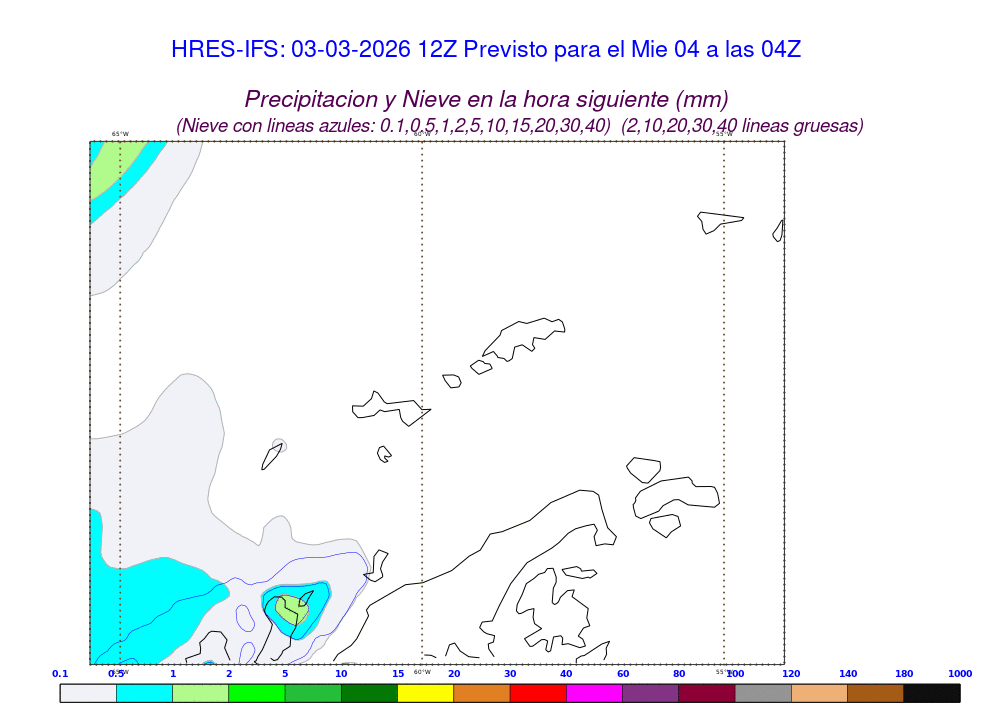 HRES-IFS: 03-03-2026 12Z Previsto para el Mie 04 a las 04Z
Precipitacion y Nieve en la hora siguiente (mm)
(Nieve con lineas azules: 0.1,0.5,1,2,5,10,15,20,30,40)  (2,10,20,30,40 lineas gruesas)
65°W 60°W 55°W
65°W 60°W 55°W
0.1 0.5 1 2 5 10 15 20 30 40 60 80 100 120 140 180 1000